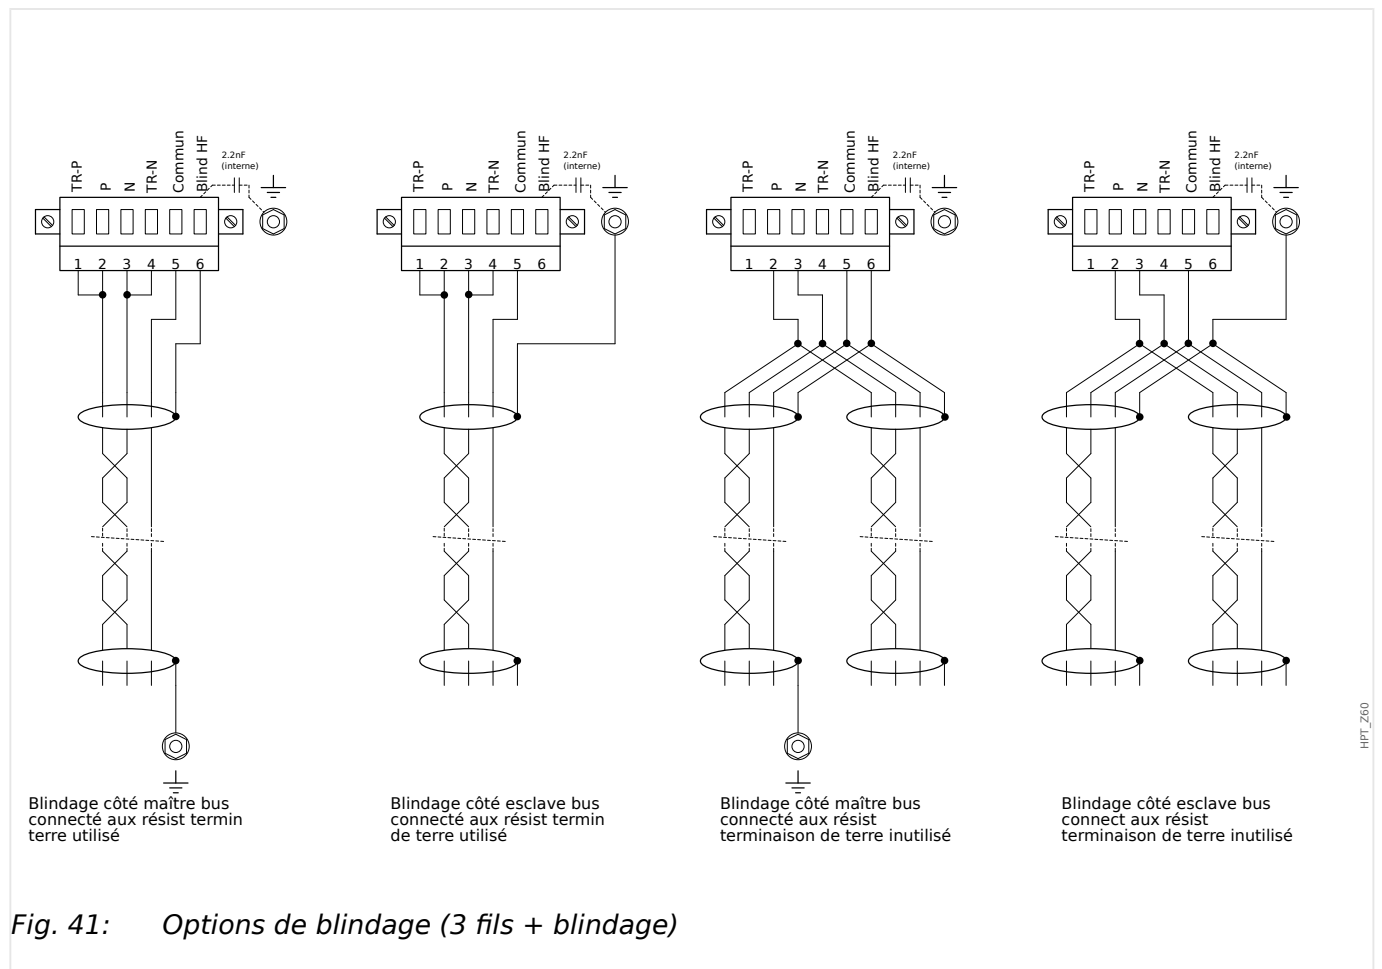 TR-P
P
N
TR-N
Commun
Blind HF
2.2nF
(interne)
1 2 3 4 5 6
TR-P
P
N
TR-N
Commun
Blind HF
2.2nF
(interne)
1 2 3 4 5 6
TR-P
P
N
TR-N
Commun
Blind HF
2.2nF
(interne)
1 2 3 4 5 6
TR-P
P
N
TR-N
Commun
Blind HF
2.2nF
(interne)
1 2 3 4 5 6
HPT_Z60
Blindage côté maître bus
connecté aux résist termin
terre utilisé
Blindage côté esclave bus
connecté aux résist termin
de terre utilisé
Blindage côté maître bus
connecté aux résist
terminaison de terre inutilisé
Blindage côté esclave bus
connect aux résist
terminaison de terre inutilisé
Fig. 41: Options de blindage (3 fils + blindage)